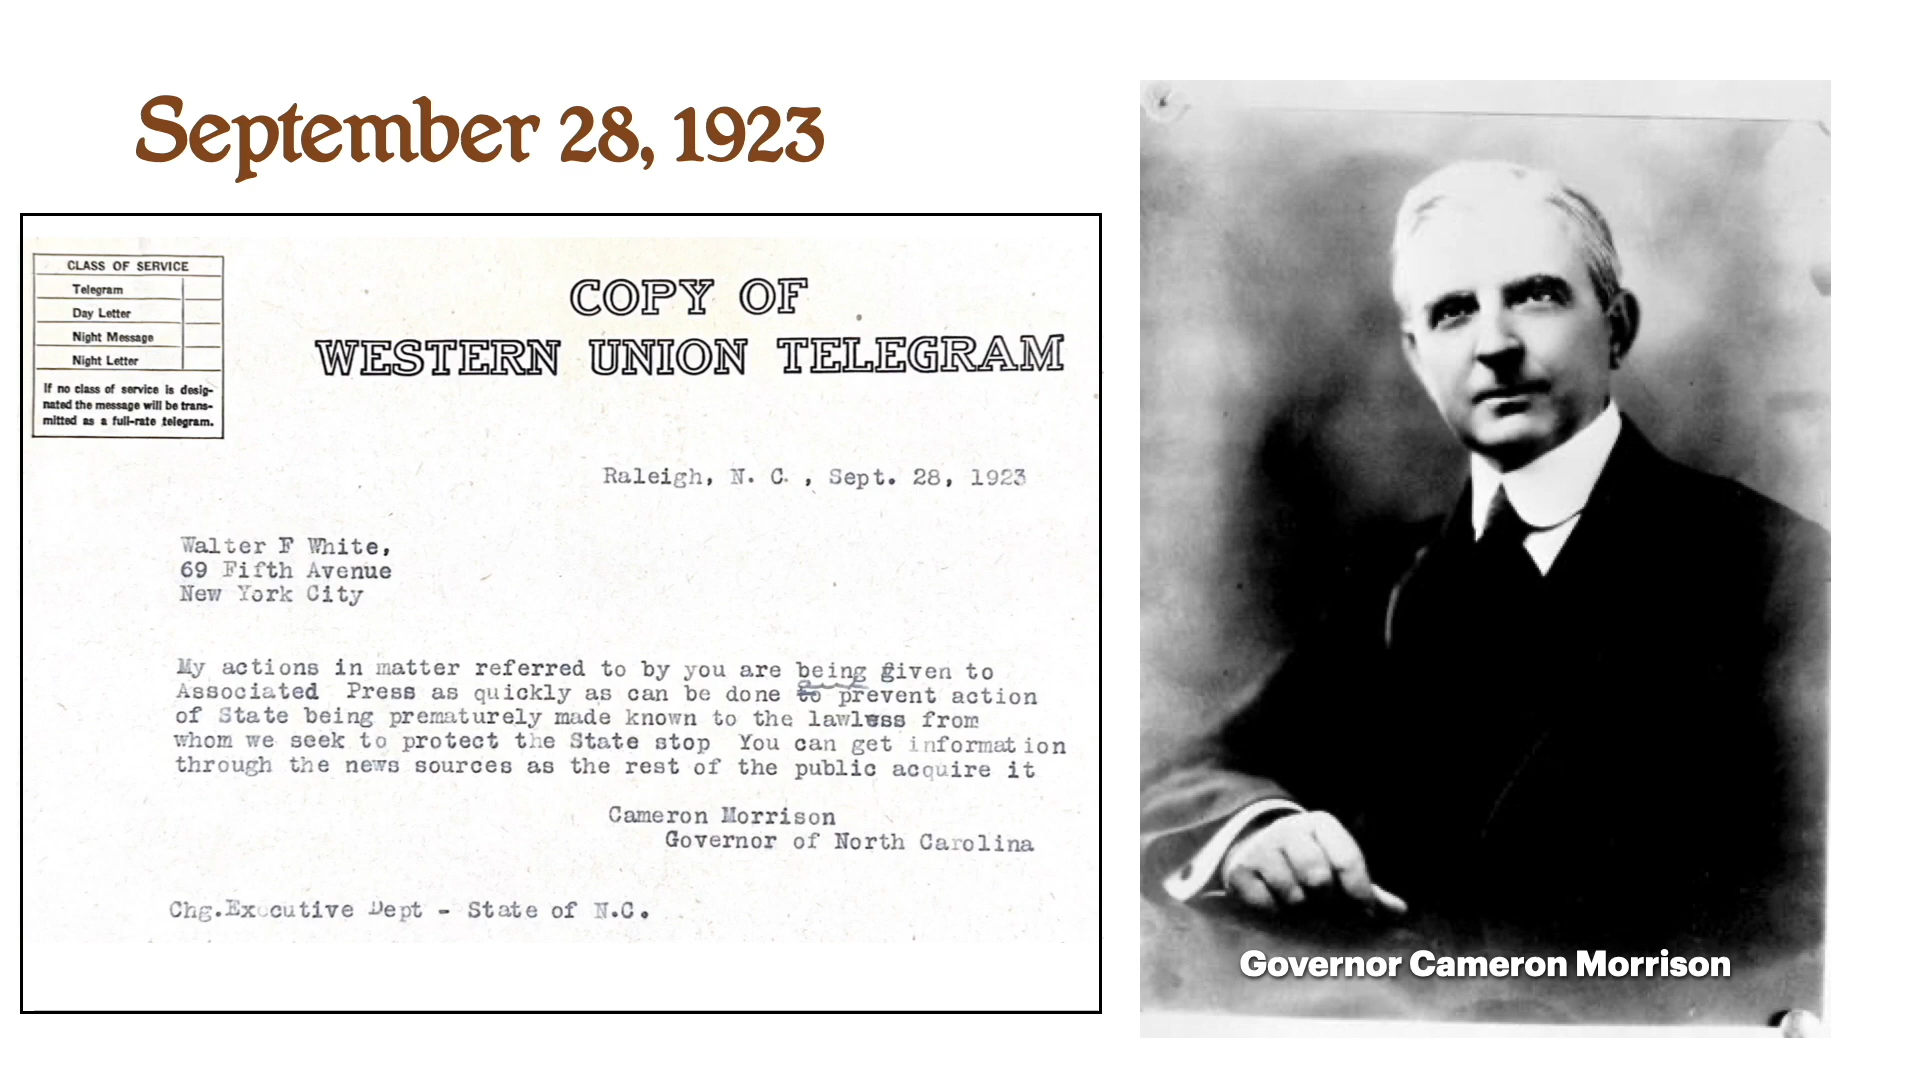 September 28, 1923
CLASS OF SERVICE
Telegram
Day Letter
Night Message
Night Letter
If no class of service is desig-
nated the message will be trans-
mitted as a full-rate telegram.
COPY OF
WESTERN UNION TELEGRAM
Raleigh, N. C. , Sept. 28, 1923
Walter F White,
69 Fifth Avenue
New York City
My actions in matter referred to by you are being given to
Associated Press as quickly as can be done to prevent action
of State being prematurely made known to the lawless from
whom we seek to protect the State stop You can get information
through the news sources as the rest of the public acquire it
Cameron Morrison
Governor of North Carolina
Chg.Executive Dept - State of N.C.
Governor Cameron Morrison